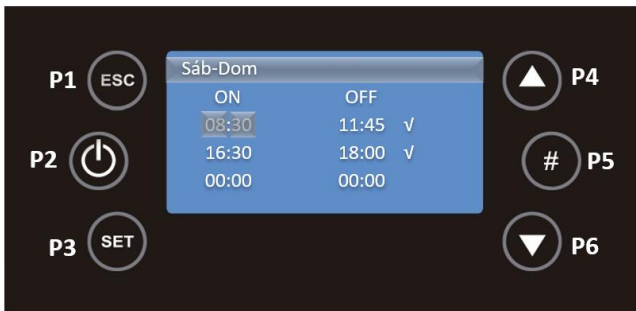 Sáb-Dom
ON OFF
08:30 11:45 √
16:30 18:00 √
00:00 00:00
P1 ESC
P2
P3 SET
P4
# P5
P6